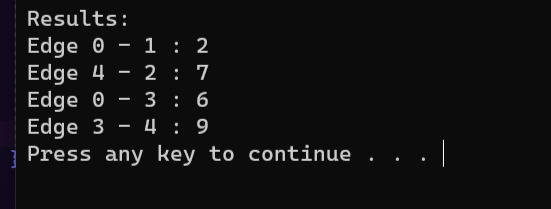 Results:
Edge 0 - 1 : 2
Edge 4 - 2 : 7
Edge 0 - 3 : 6
Edge 3 - 4 : 9
Press any key to continue . . .